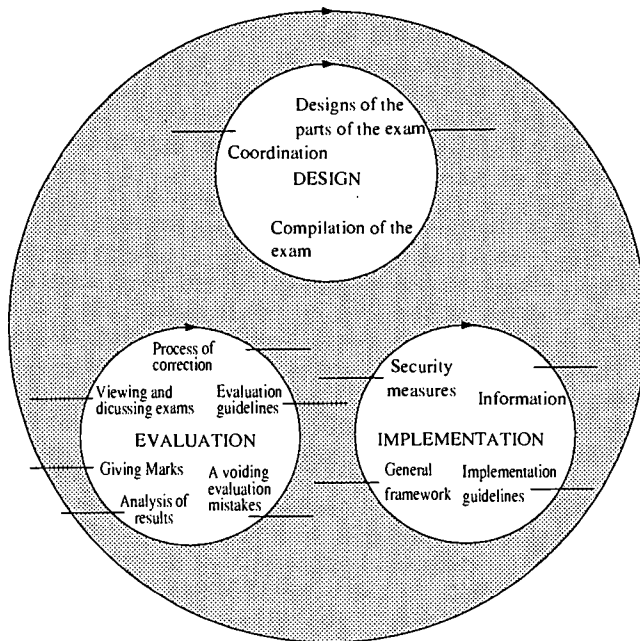 Designs of the
parts of the exam
Coordination
DESIGN
Compilation of the
exam
Process of
correction
Viewing and
dicussing exams
Evaluation
guidelines
EVALUATION
Giving Marks
A voiding
evaluation
mistakes
Analysis of
results
Security
measures
Information
IMPLEMENTATION
General
framework
Implementation
guidelines